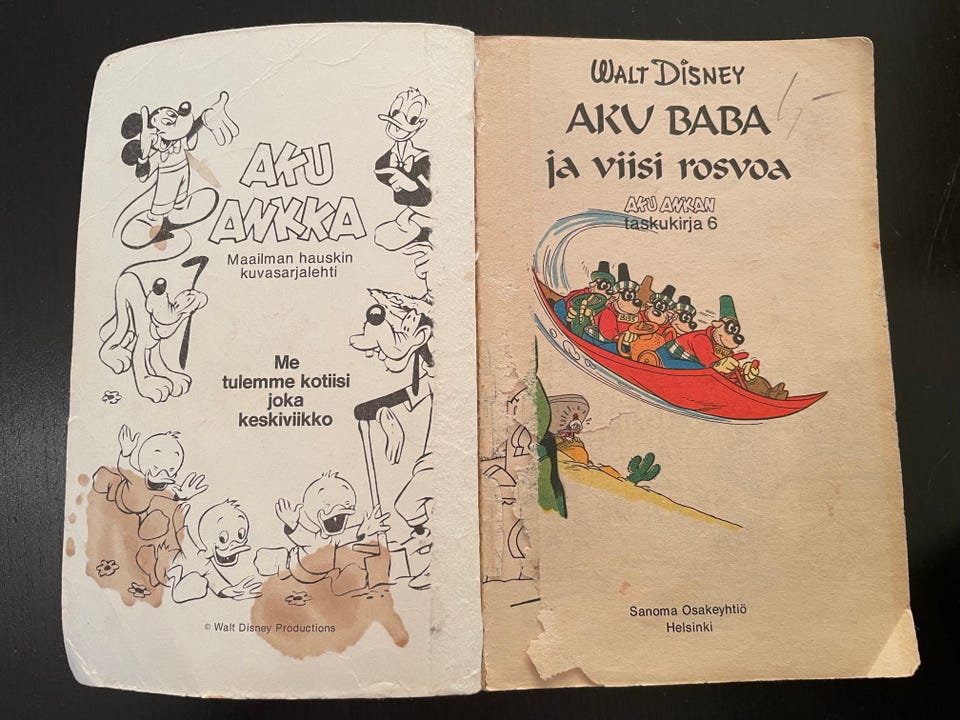 AKU
ANKKA
Maailman hauskin
kuvasarjalehti
Me
tulemme kotiisi
joka
keskiviikko
© Walt Disney Productions
WALT DISNEY
AKU BABA
ja viisi rosvoa
AKU ANKAN
taskukirja 6
Sanoma Osakeyhtiö
Helsinki